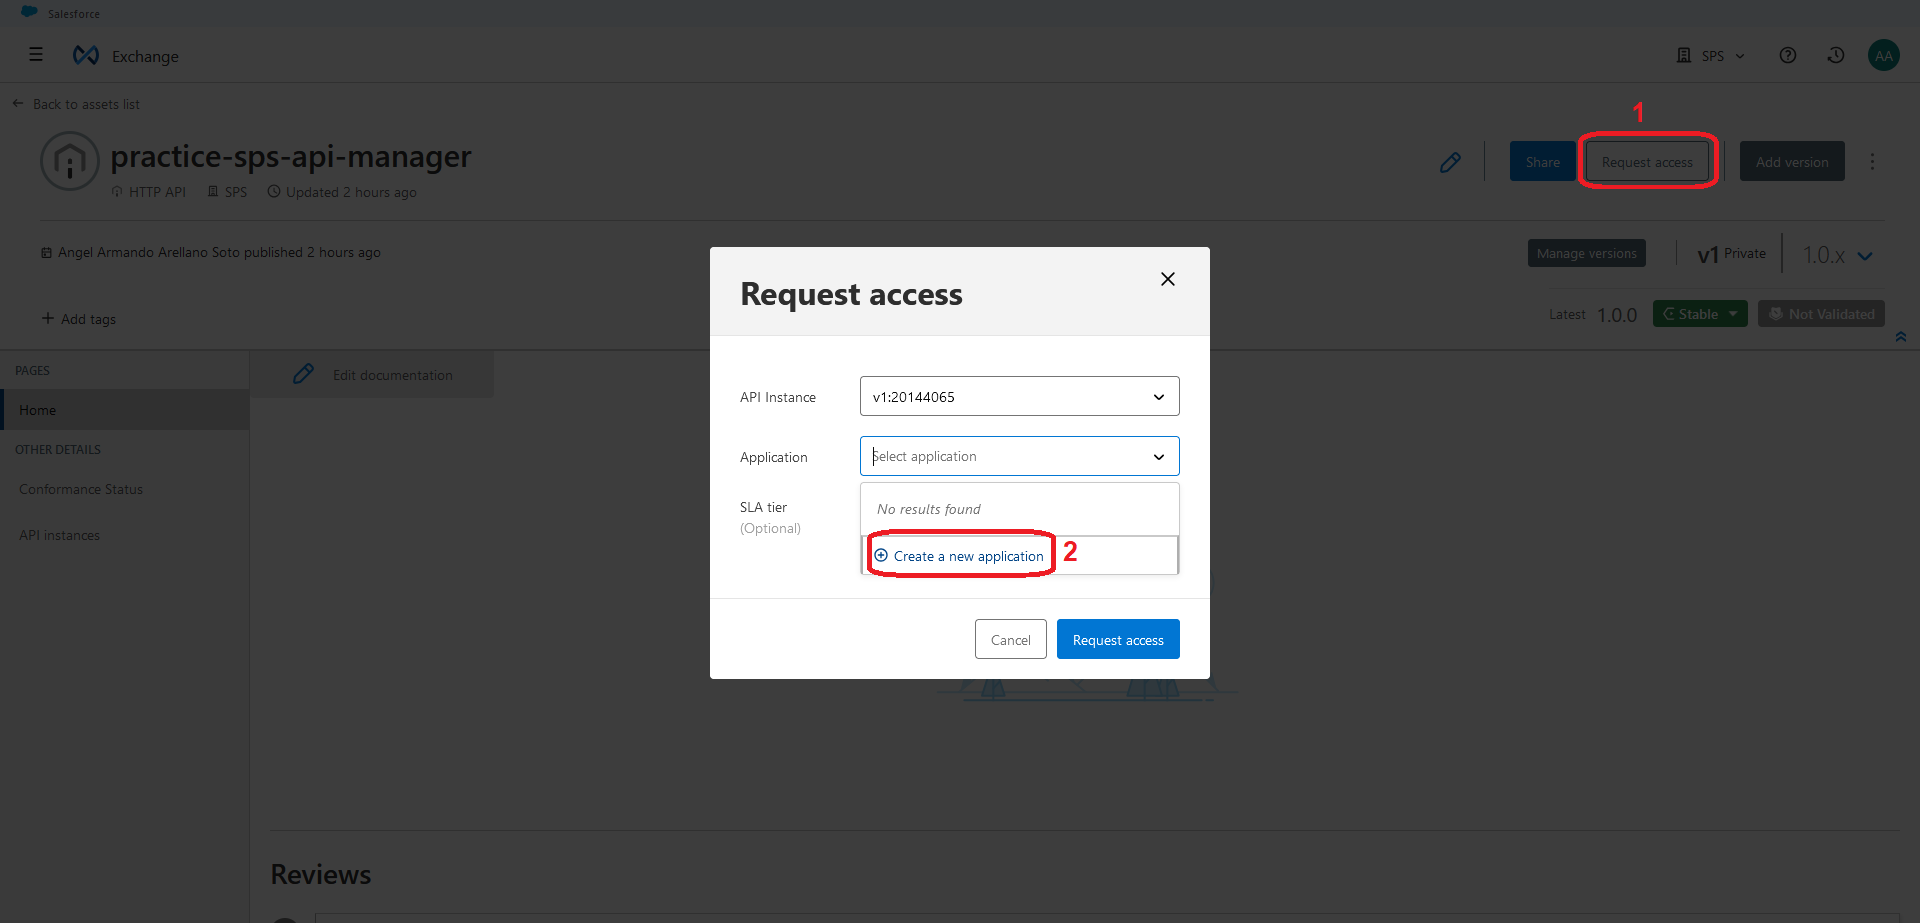 Salesforce
Exchange
SPS
AA
Back to assets list
1
practice-sps-api-manager
Share
Request access
Add version
HTTP API SPS Updated 2 hours ago
Angel Armando Arellano Soto published 2 hours ago
Manage versions
v1 Private
1.0.x
Add tags
Latest 1.0.0
Stable
Not Validated
PAGES
Home
OTHER DETAILS
Conformance Status
API instances
Edit documentation
Request access
API Instance
v1:20144065
Application
Select application
SLA tier
(Optional)
No results found
Create a new application
2
Cancel
Request access
Reviews